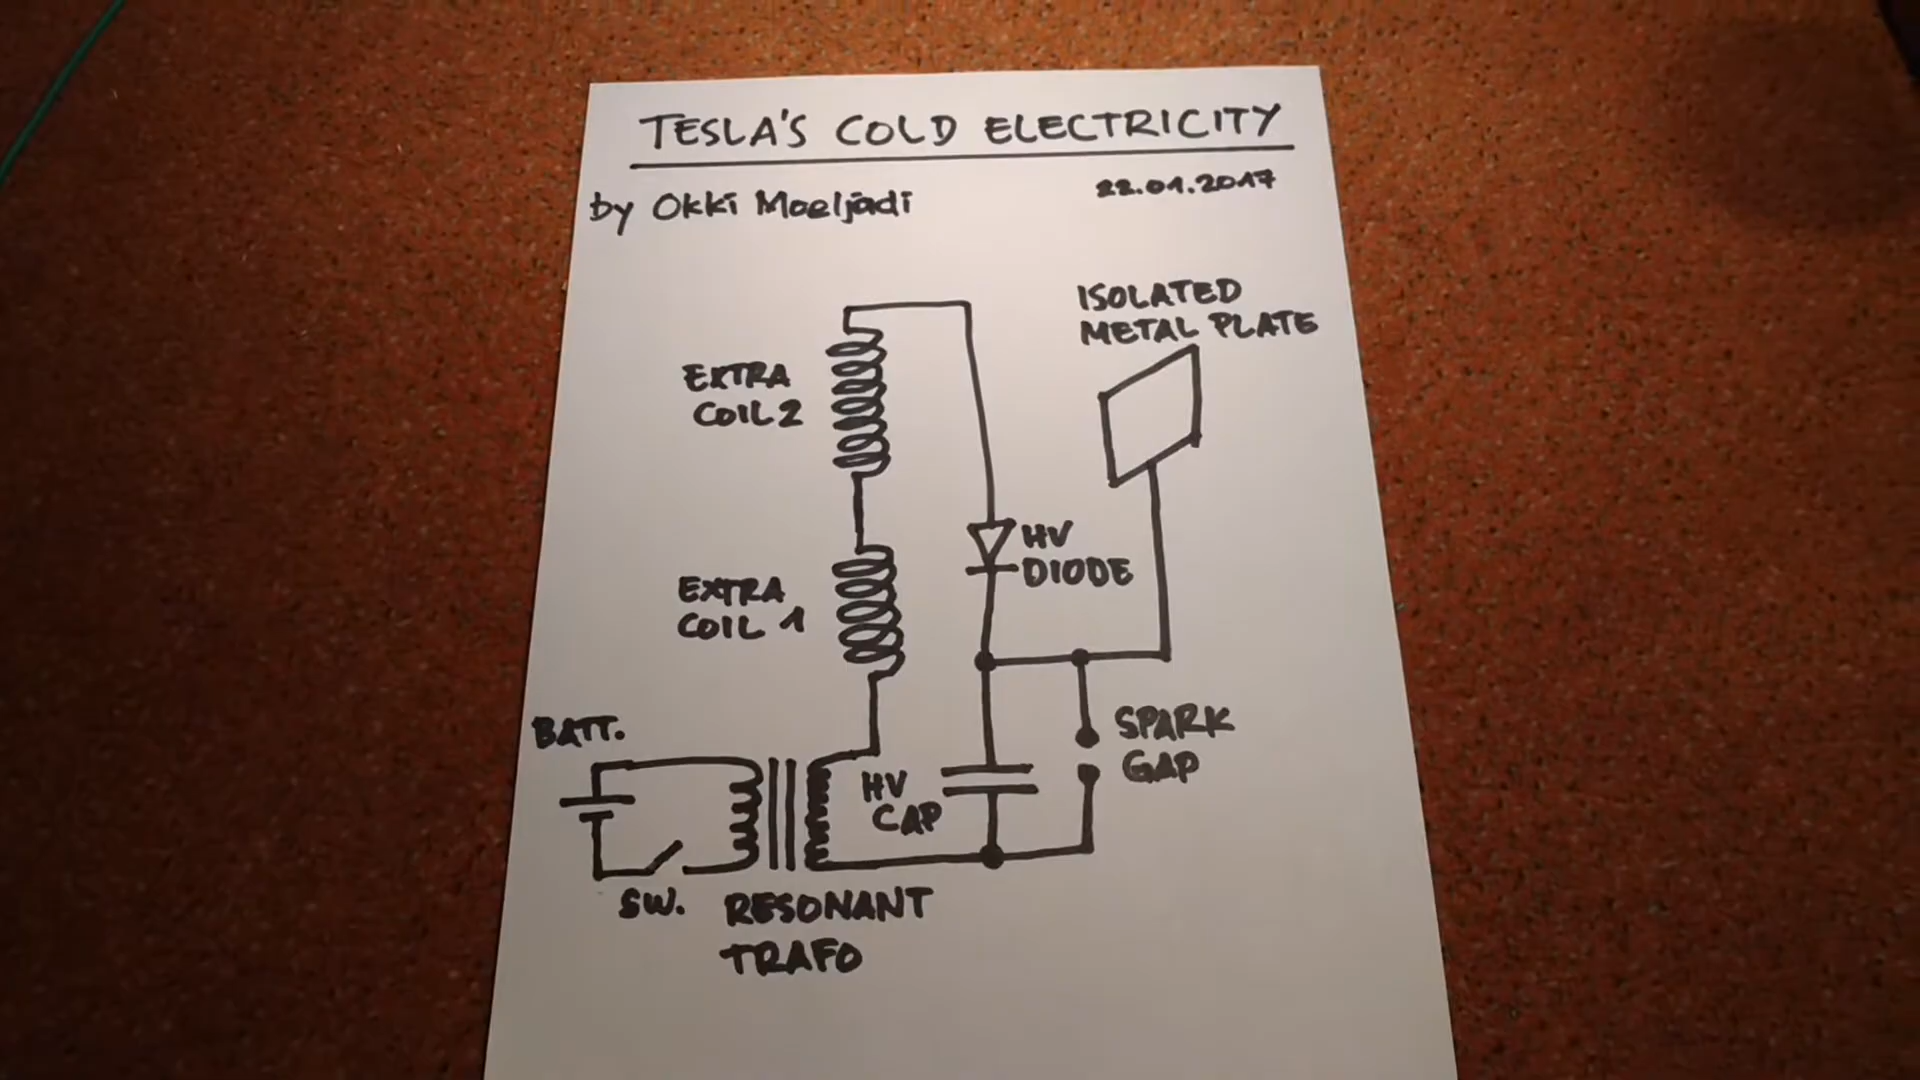 TESLA'S COLD ELECTRICITY
by Okki Moeljadi
22.01.2017
ISOLATED
METAL PLATE
EXTRA
COIL 2
HV
DIODE
EXTRA
COIL 1
BATT.
SPARK
GAP
HV
CAP
SW.
RESONANT
TRAFO